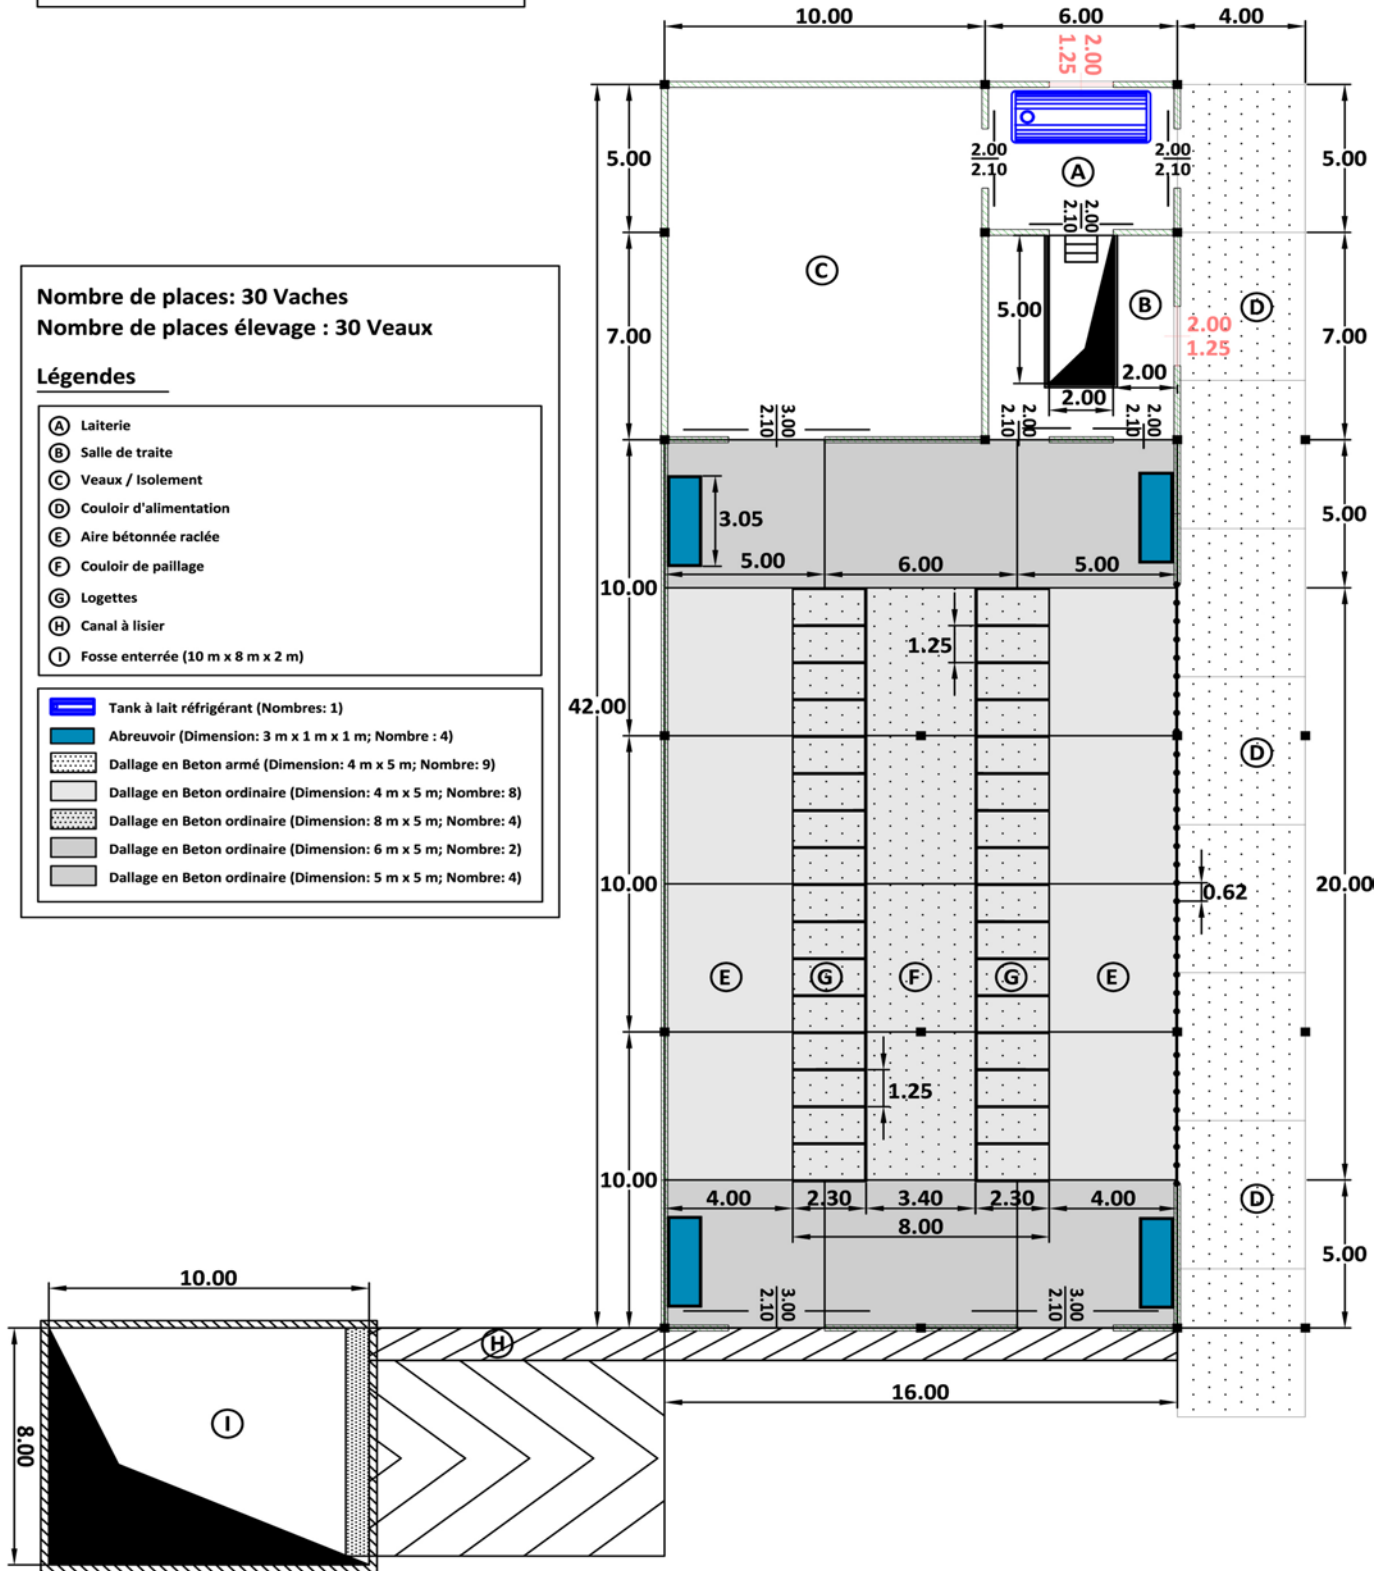 10.00 6.00 4.00
2.00
1.25
5.00
2.00
2.10
A
2.00
2.10
5.00
2.00
2.10
C
Nombre de places: 30 Vaches
Nombre de places élevage : 30 Veaux
Légendes
A Laiterie
B Salle de traite
C Veaux / Isolement
D Couloir d'alimentation
E Aire bétonnée raclée
F Couloir de paillage
G Logettes
H Canal à lisier
I Fosse enterrée (10 m x 8 m x 2 m)
Tank à lait réfrigérant (Nombres: 1)
Abreuvoir (Dimension: 3 m x 1 m x 1 m; Nombre : 4)
Dallage en Beton armé (Dimension: 4 m x 5 m; Nombre: 9)
Dallage en Beton ordinaire (Dimension: 4 m x 5 m; Nombre: 8)
Dallage en Beton ordinaire (Dimension: 8 m x 5 m; Nombre: 4)
Dallage en Beton ordinaire (Dimension: 6 m x 5 m; Nombre: 2)
Dallage en Beton ordinaire (Dimension: 5 m x 5 m; Nombre: 4)
7.00
5.00
B
D
2.00
1.25
7.00
2.00
2.00
3.00
2.10
2.00
2.10
2.00
2.10
3.05
5.00
5.00 6.00 5.00
10.00
1.25
42.00
D
10.00
0.62
20.00
E G F G E
1.25
10.00
4.00 2.30 3.40 2.30 4.00
D
8.00
5.00
3.00
2.10
3.00
2.10
10.00
H
16.00
I
8.00